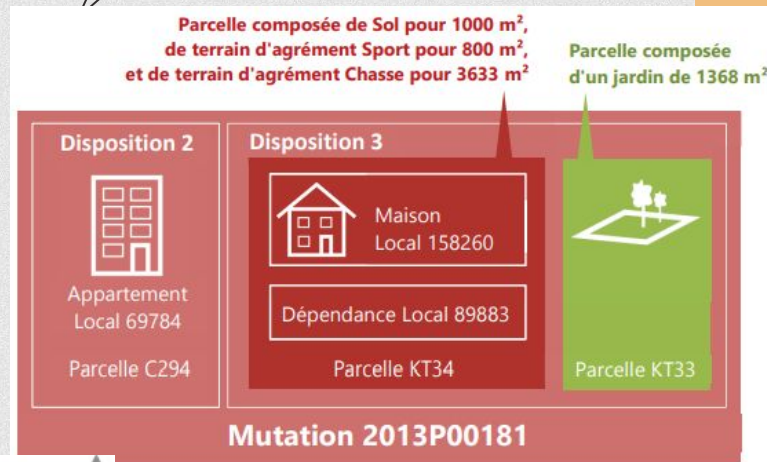 Parcelle composée de Sol pour 1000 m²,
de terrain d'agrément Sport pour 800 m²,
et de terrain d'agrément Chasse pour 3633 m²
Parcelle composée
d'un jardin de 1368 m²
Disposition 2
Appartement
Local 69784
Parcelle C294
Disposition 3
Maison
Local 158260
Dépendance Local 89883
Parcelle KT34
Parcelle KT33
Mutation 2013P00181